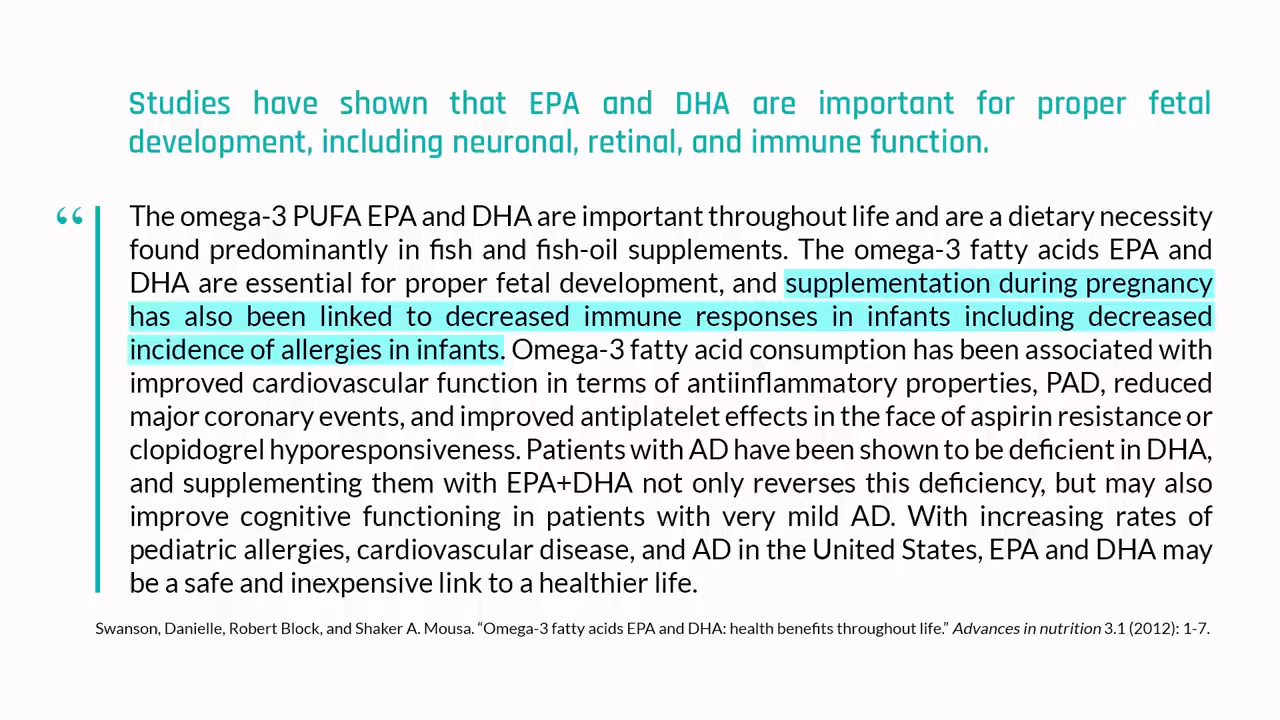 Studies have shown that EPA and DHA are important for proper fetal
development, including neuronal, retinal, and immune function.
“
The omega-3 PUFA EPA and DHA are important throughout life and are a dietary necessity
found predominantly in fish and fish-oil supplements. The omega-3 fatty acids EPA and
DHA are essential for proper fetal development, and supplementation during pregnancy
has also been linked to decreased immune responses in infants including decreased
incidence of allergies in infants. Omega-3 fatty acid consumption has been associated with
improved cardiovascular function in terms of antiinflammatory properties, PAD, reduced
major coronary events, and improved antiplatelet effects in the face of aspirin resistance or
clopidogrel hyporesponsiveness. Patients with AD have been shown to be deficient in DHA,
and supplementing them with EPA+DHA not only reverses this deficiency, but may also
improve cognitive functioning in patients with very mild AD. With increasing rates of
pediatric allergies, cardiovascular disease, and AD in the United States, EPA and DHA may
be a safe and inexpensive link to a healthier life.
Swanson, Danielle, Robert Block, and Shaker A. Mousa. “Omega-3 fatty acids EPA and DHA: health benefits throughout life.” Advances in nutrition 3.1 (2012): 1-7.